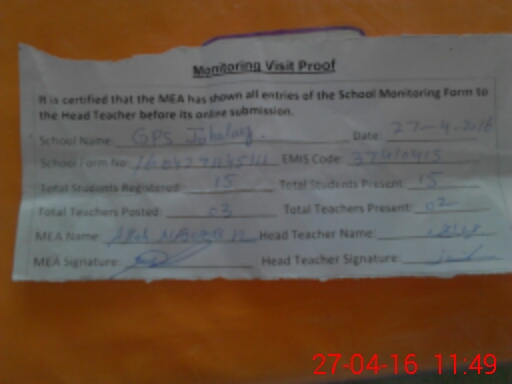 Monitoring Visit Proof
It is certified that the MEA has shown all entries of the School Monitoring Form to
the Head Teacher before its online submission.
School Name: GPS Date: 27-4-2016
School Form No: EMIS Code: 37410415
Total Students Registered: 15 Total Students Present: 15
Total Teachers Posted: 03 Total Teachers Present: 02
MEA Name: Head Teacher Name:
MEA Signature: Head Teacher Signature:
27-04-16 11:49